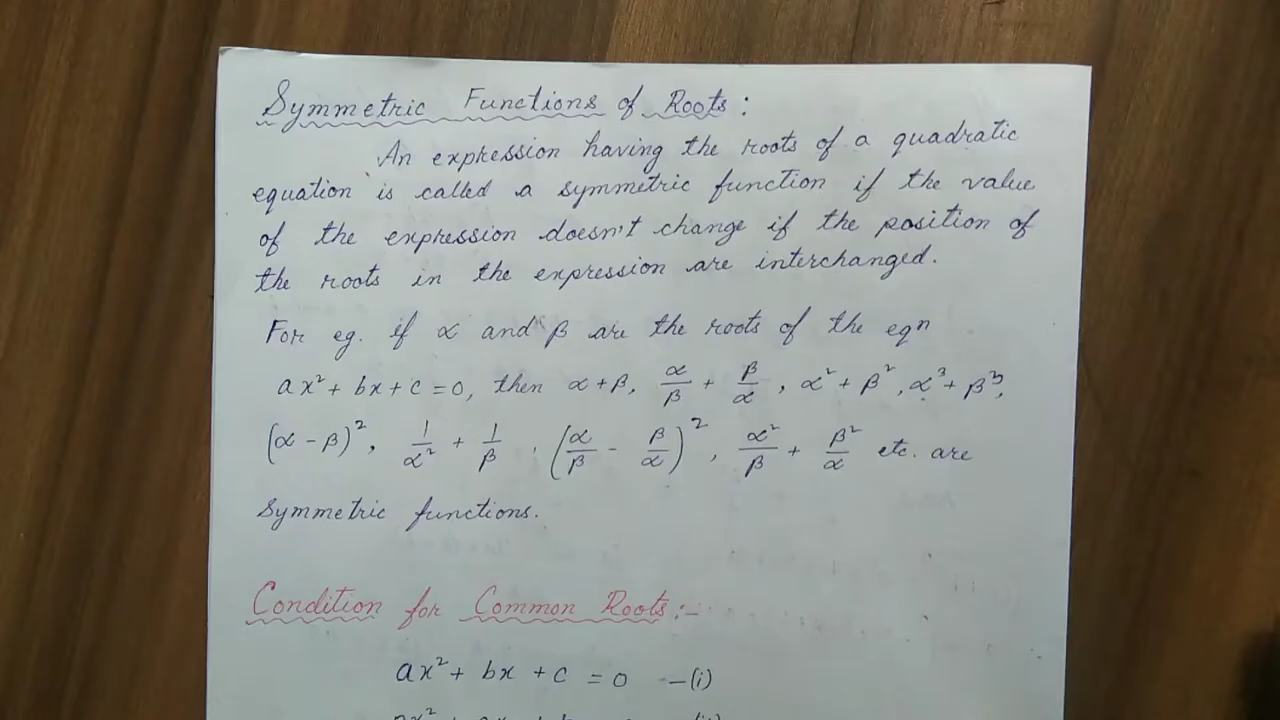 Symmetric Functions of Roots:
An expression having the roots of a quadratic
equation is called a symmetric function if the value
of the expression doesn't change if the position of
the roots in the expression are interchanged.
For eg. if α and β are the roots of the eqn
ax² + bx + c = 0, then α + β, α/β + β/α, α² + β², α³ + β³,
(α - β)², 1/α² + 1/β, (α/β - β/α)², α²/β + β²/α etc. are
Symmetric functions.
Condition for Common Roots:-
ax² + bx + c = 0 —(i)